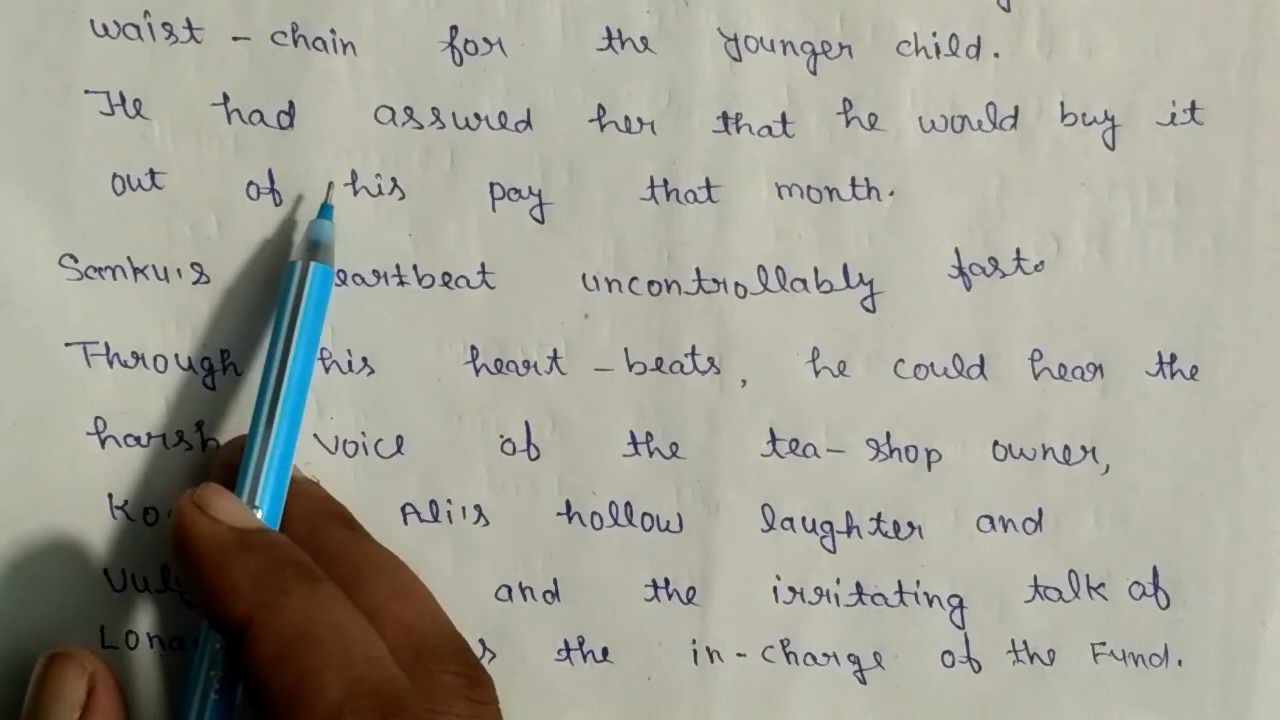 waist - chain for the younger child.
He had assured her that he would buy it
out of his pay that month.
Sanku's eartbeat uncontrollably fast.
Through his heart - beats, he could hear the
harsh voice of the tea - shop owner,
Ali's hollow laughter and
and the irritating talk of
the in-charge of the Fund.